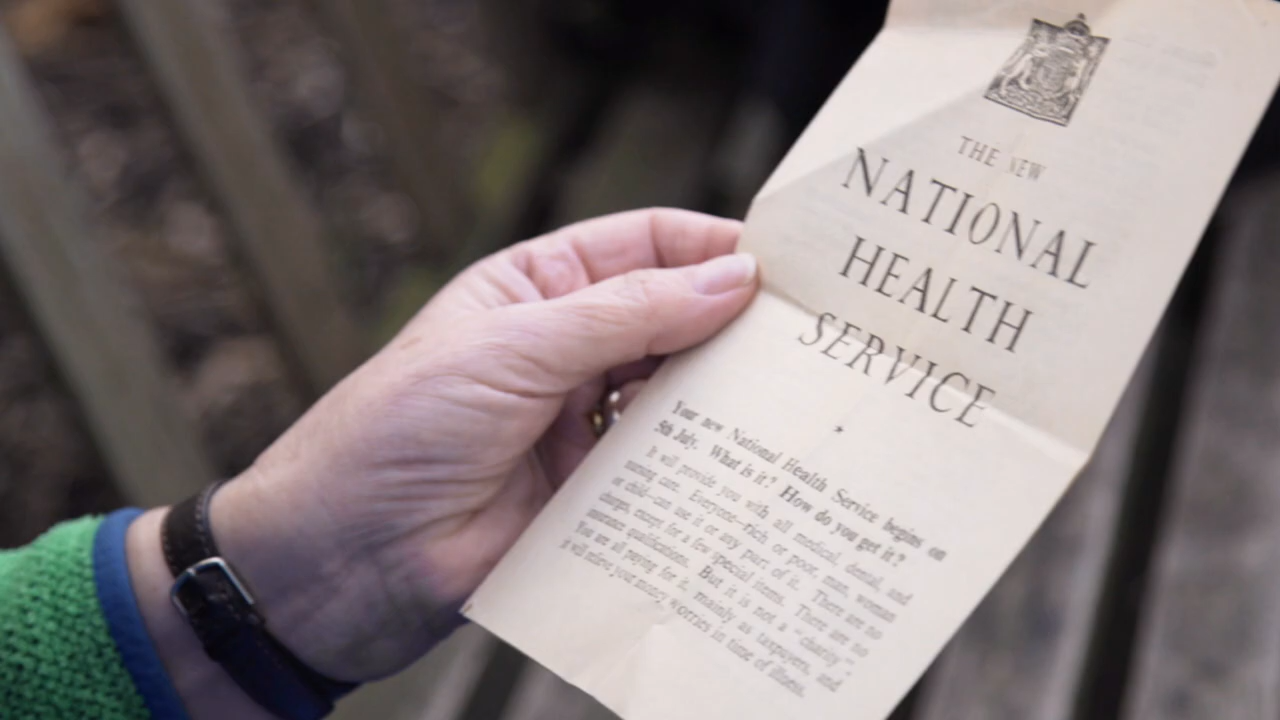 THE NEW
NATIONAL
HEALTH
SERVICE
Your new National Health Service begins on
5th July. What is it? How do you get it?
It will provide you with all medical, dental, and
nursing care. Everyone—rich or poor, man, woman
or child—can use it or any part of it. There are no
charges, except for a few special items. There are no
insurance qualifications. But it is not a "charity".
You are all paying for it, mainly as taxpayers, and
it will relieve your money worries in time of illness.